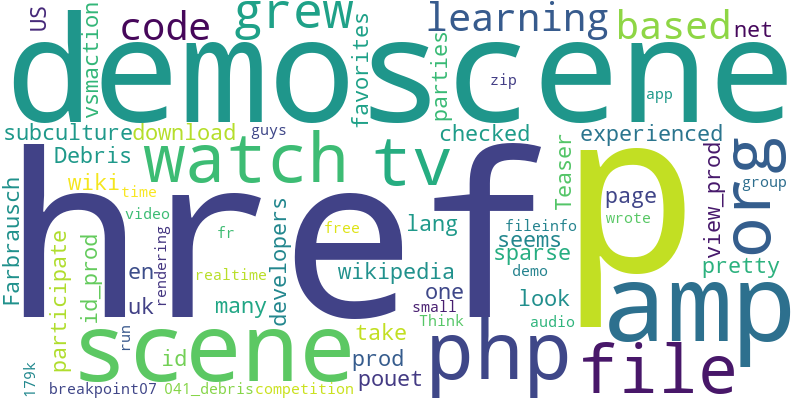 US
code
grew
learning
based
net
vsmaction
demoscene
favorites
parties
zip
app
subculture
download
guys
checked
experienced
Debris
watch
tv
Teaser
org
wiki
time
href
p
page
group
view_prod
Farbrausch
video
wrote
participate
id_prod
rendering
fr
developers
free
lang
fileinfo
seems
sparse
pretty
en
realtime
wikipedia
demo
uk
many
one
look
amp
small
Think
audio
run
scene
take
php
file
id
prod
pouet
179k
breakpoint07
041_debris
competition